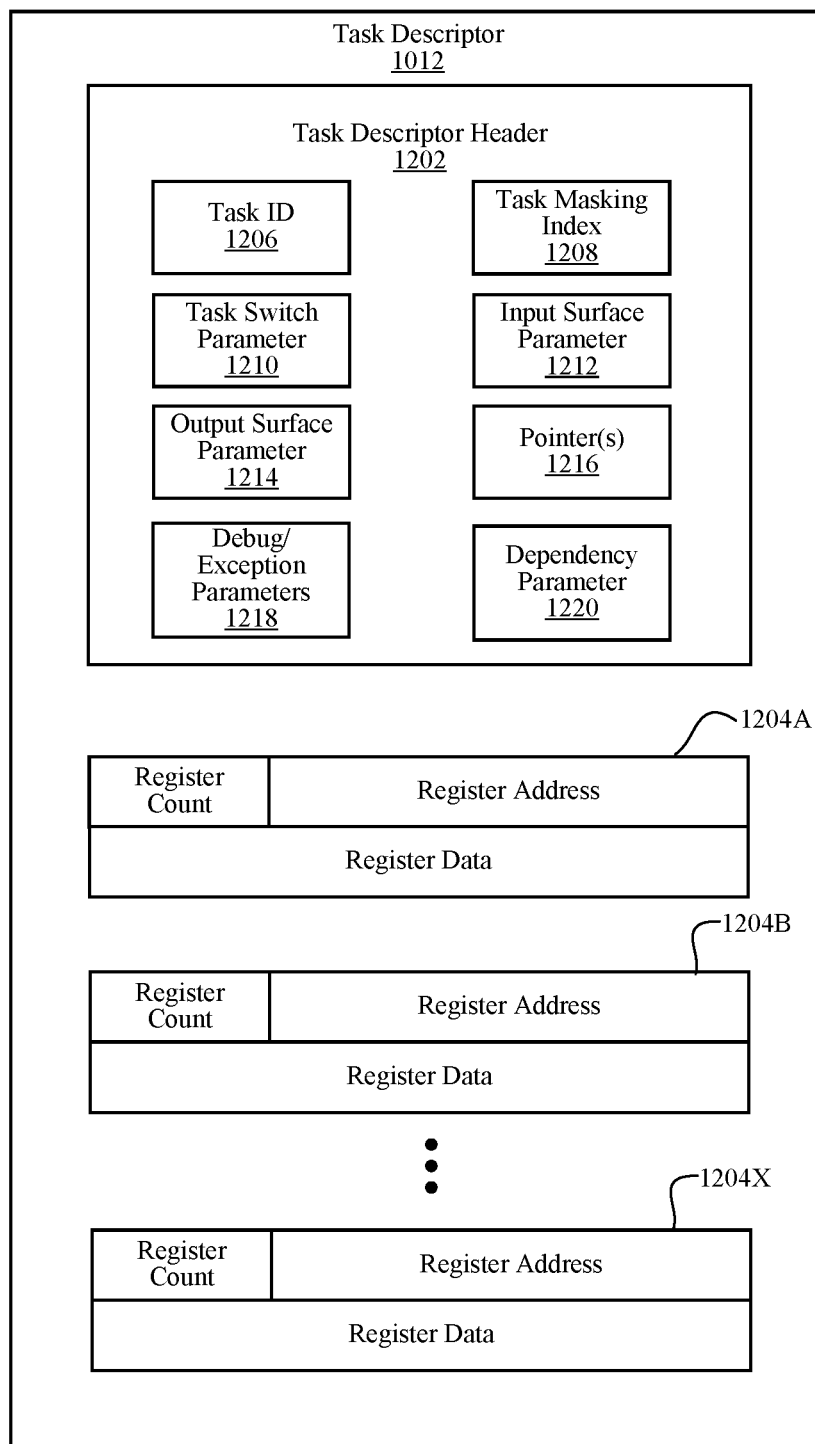 Task Descriptor
1012
Task Descriptor Header
1202
Task ID
1206
Task Masking
Index
1208
Task Switch
Parameter
1210
Input Surface
Parameter
1212
Output Surface
Parameter
1214
Pointer(s)
1216
Debug/
Exception
Parameters
1218
Dependency
Parameter
1220
1204A
Register
Count
Register Address
Register Data
1204B
Register
Count
Register Address
Register Data
1204X
Register
Count
Register Address
Register Data